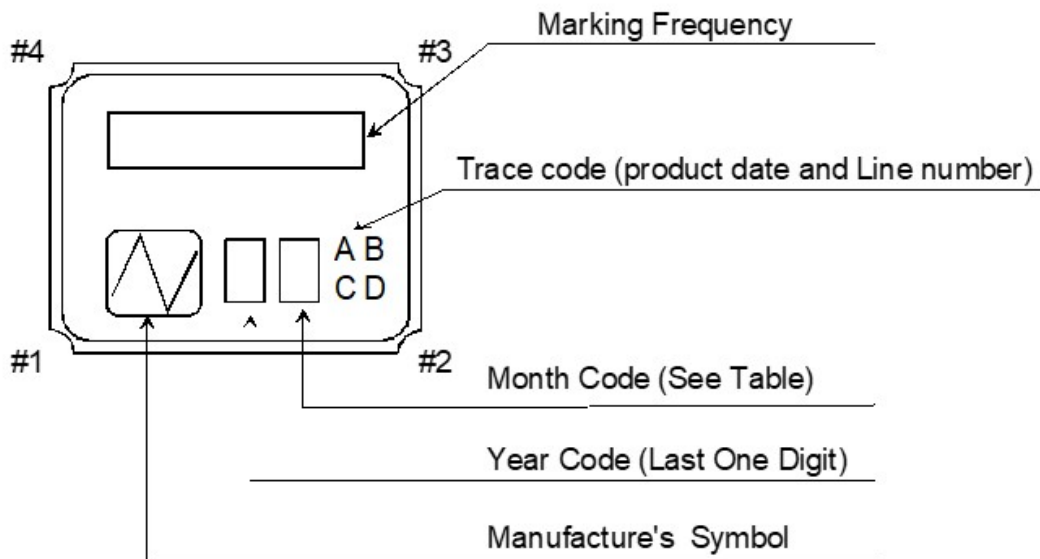 Marking Frequency
#4
#3
Trace code (product date and Line number)
A B
C D
#1
#2
Month Code (See Table)
Year Code (Last One Digit)
Manufacture's Symbol